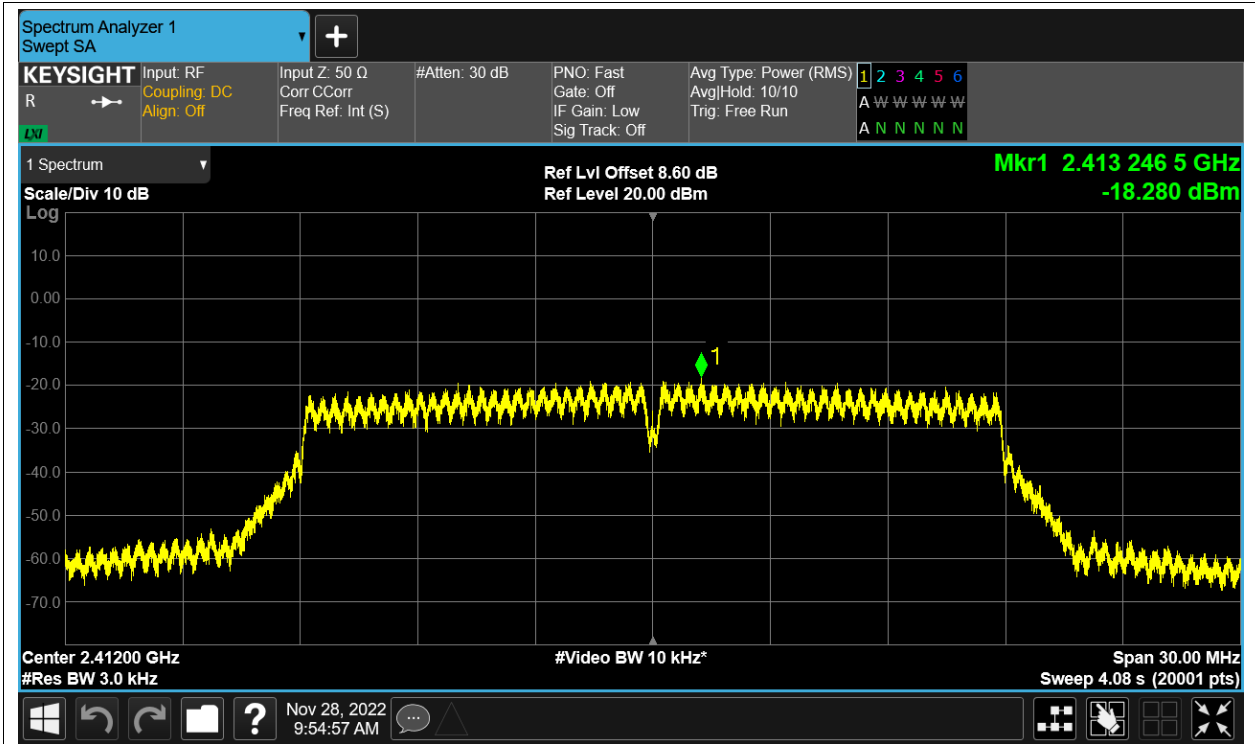 Spectrum Analyzer 1
Swept SA
+
KEYSIGHT
R
LXI
Input: RF
Coupling: DC
Align: Off
Input Z: 50 Ω
Corr CCorr
Freq Ref: Int (S)
#Atten: 30 dB
PNO: Fast
Gate: Off
IF Gain: Low
Sig Track: Off
Avg Type: Power (RMS)
Avg|Hold: 10/10
Trig: Free Run
1 2 3 4 5 6
A W W W W W
A N N N N N
1 Spectrum
Scale/Div 10 dB
Log
Ref Lvl Offset 8.60 dB
Ref Level 20.00 dBm
Mkr1 2.413 246 5 GHz
-18.280 dBm
10.0
0.00
-10.0
-20.0
-30.0
-40.0
-50.0
-60.0
-70.0
1
Center 2.41200 GHz
#Res BW 3.0 kHz
#Video BW 10 kHz*
Span 30.00 MHz
Sweep 4.08 s (20001 pts)
?
Nov 28, 2022
9:54:57 AM